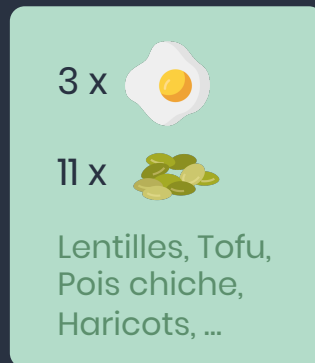 3 x
11 x
Lentilles, Tofu,
Pois chiche,
Haricots, ...